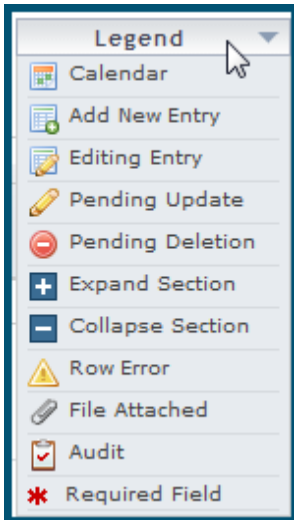 Legend
Calendar
Add New Entry
Editing Entry
Pending Update
Pending Deletion
Expand Section
Collapse Section
Row Error
File Attached
Audit
Required Field